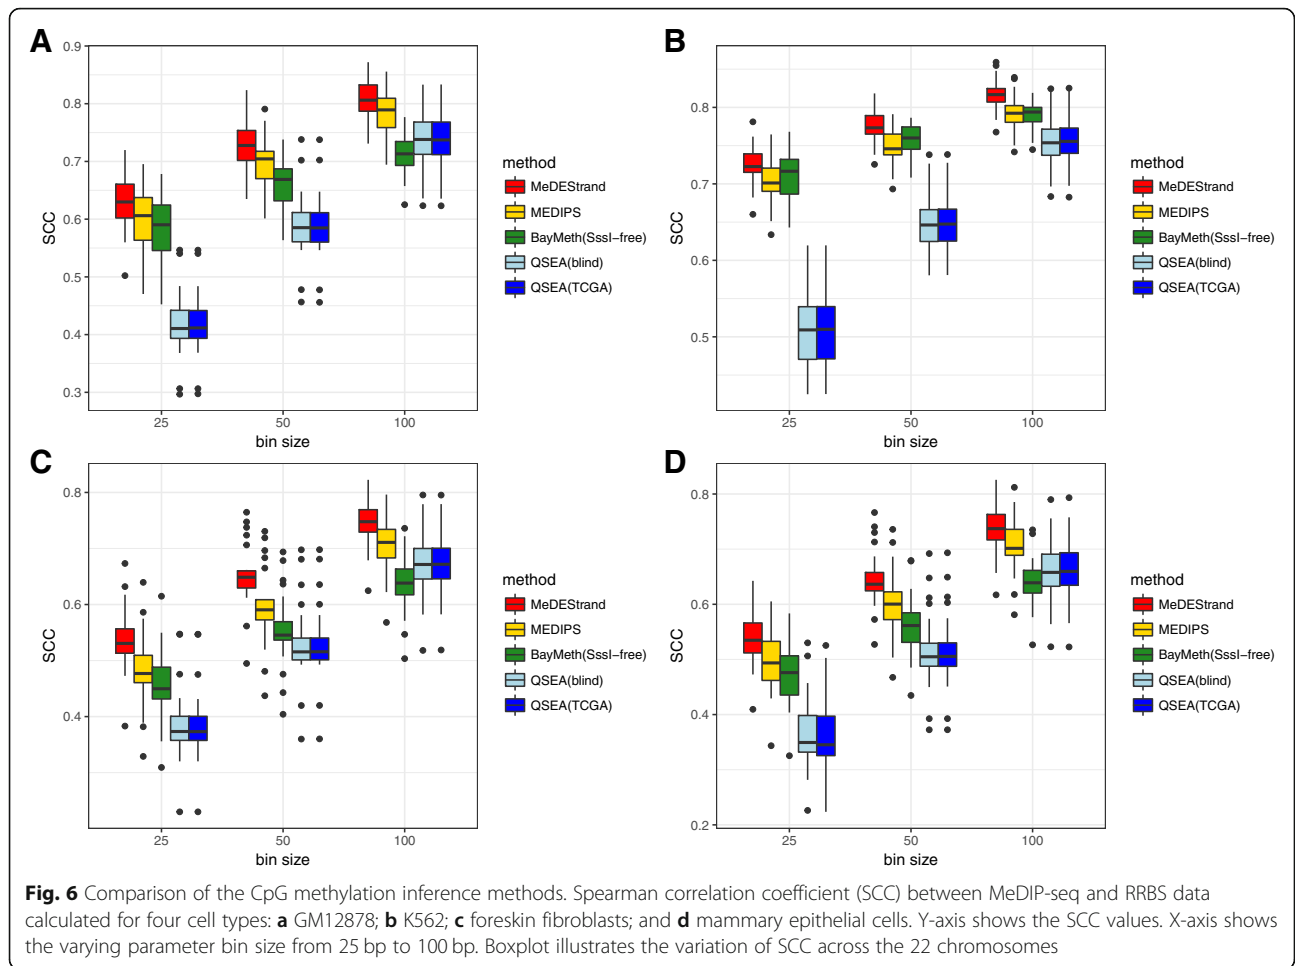 A
0.9
0.8
0.7
0.6
0.5
0.4
0.3
SCC
25
50
100
bin size
method
MeDEStrand
MEDIPS
BayMeth(SssI−free)
QSEA(blind)
QSEA(TCGA)
B
0.8
0.7
0.6
0.5
SCC
25
50
100
bin size
method
MeDEStrand
MEDIPS
BayMeth(SssI−free)
QSEA(blind)
QSEA(TCGA)
C
0.8
0.6
0.4
SCC
25
50
100
bin size
method
MeDEStrand
MEDIPS
BayMeth(SssI−free)
QSEA(blind)
QSEA(TCGA)
D
0.8
0.6
0.4
0.2
SCC
25
50
100
bin size
method
MeDEStrand
MEDIPS
BayMeth(SssI−free)
QSEA(blind)
QSEA(TCGA)
Fig. 6 Comparison of the CpG methylation inference methods. Spearman correlation coefficient (SCC) between MeDIP-seq and RRBS data
calculated for four cell types: a GM12878; b K562; c foreskin fibroblasts; and d mammary epithelial cells. Y-axis shows the SCC values. X-axis shows
the varying parameter bin size from 25 bp to 100 bp. Boxplot illustrates the variation of SCC across the 22 chromosomes